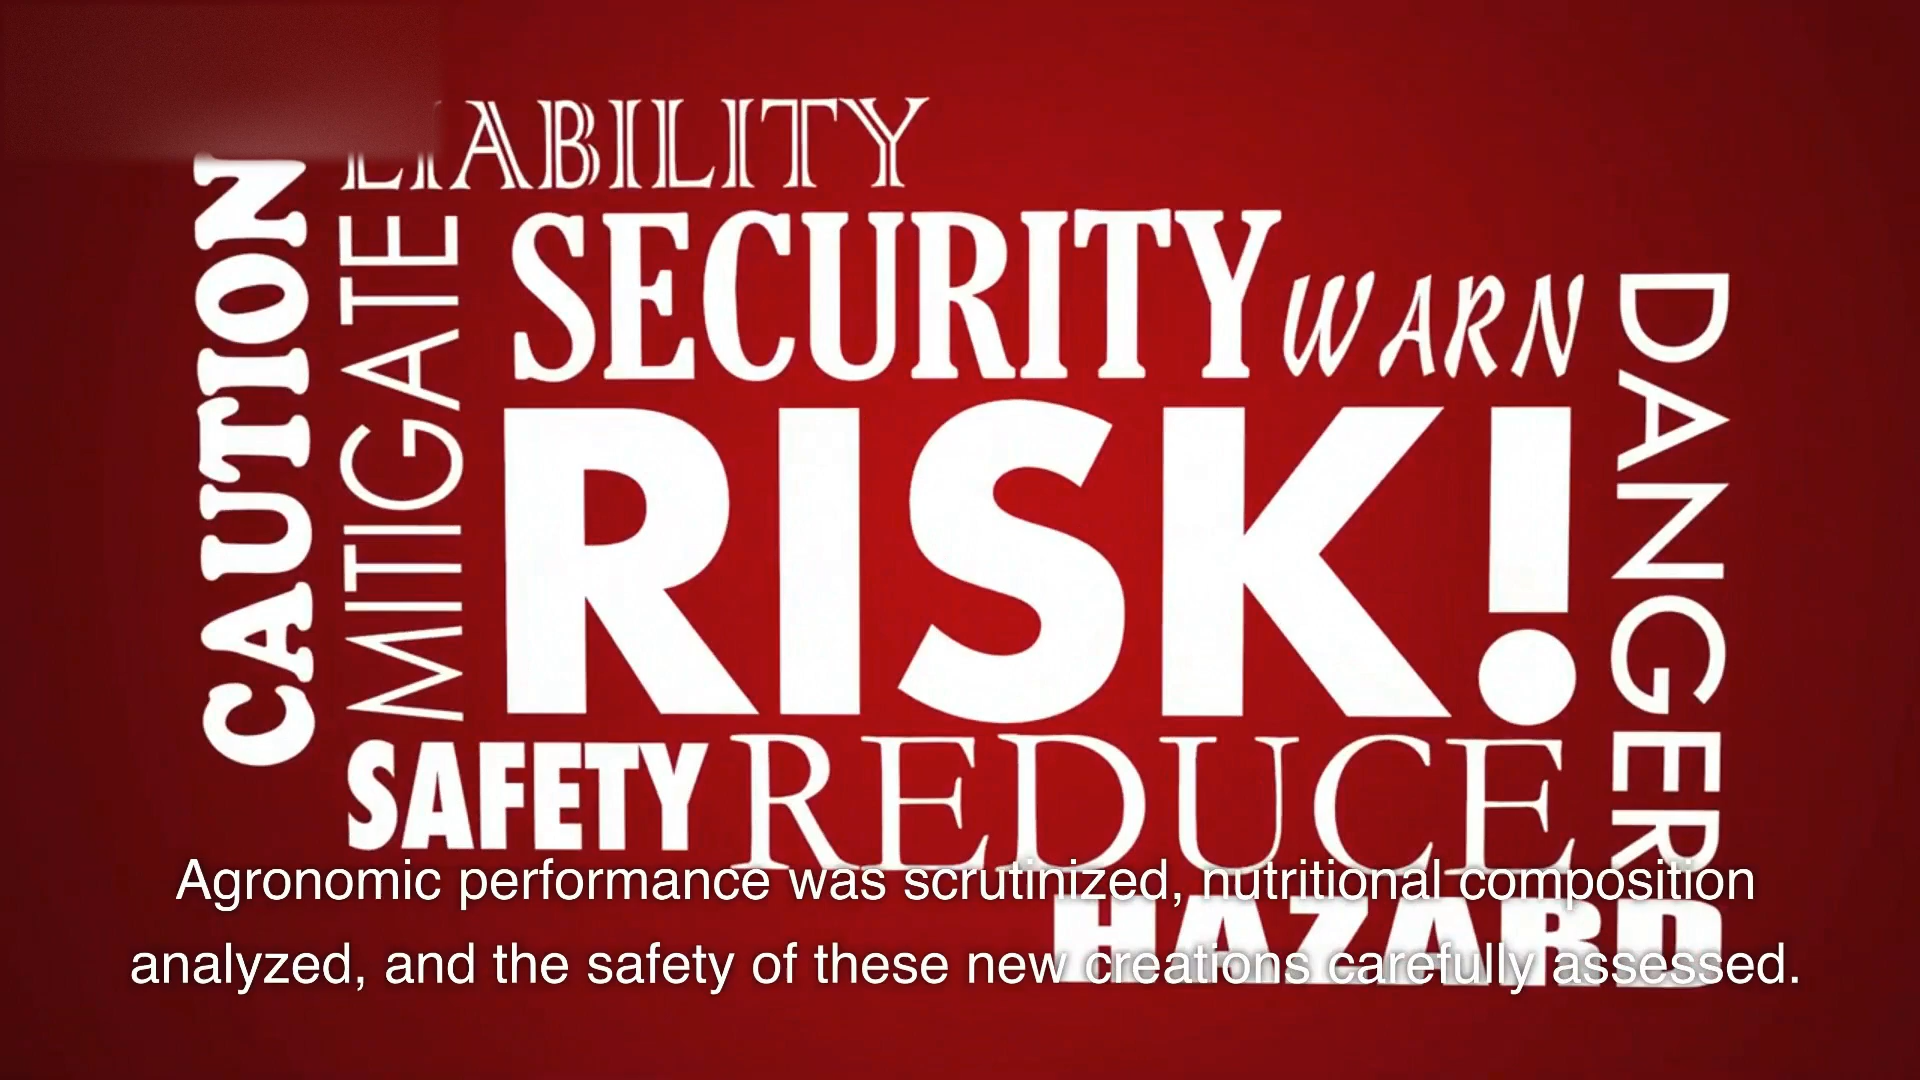 LIABILITY
CAUTION
MITIGATE
SECURITY
WARN
DANGER
RISK!
SAFETY
REDUCE
HAZARD
Agronomic performance was scrutinized, nutritional composition
analyzed, and the safety of these new creations carefully assessed.